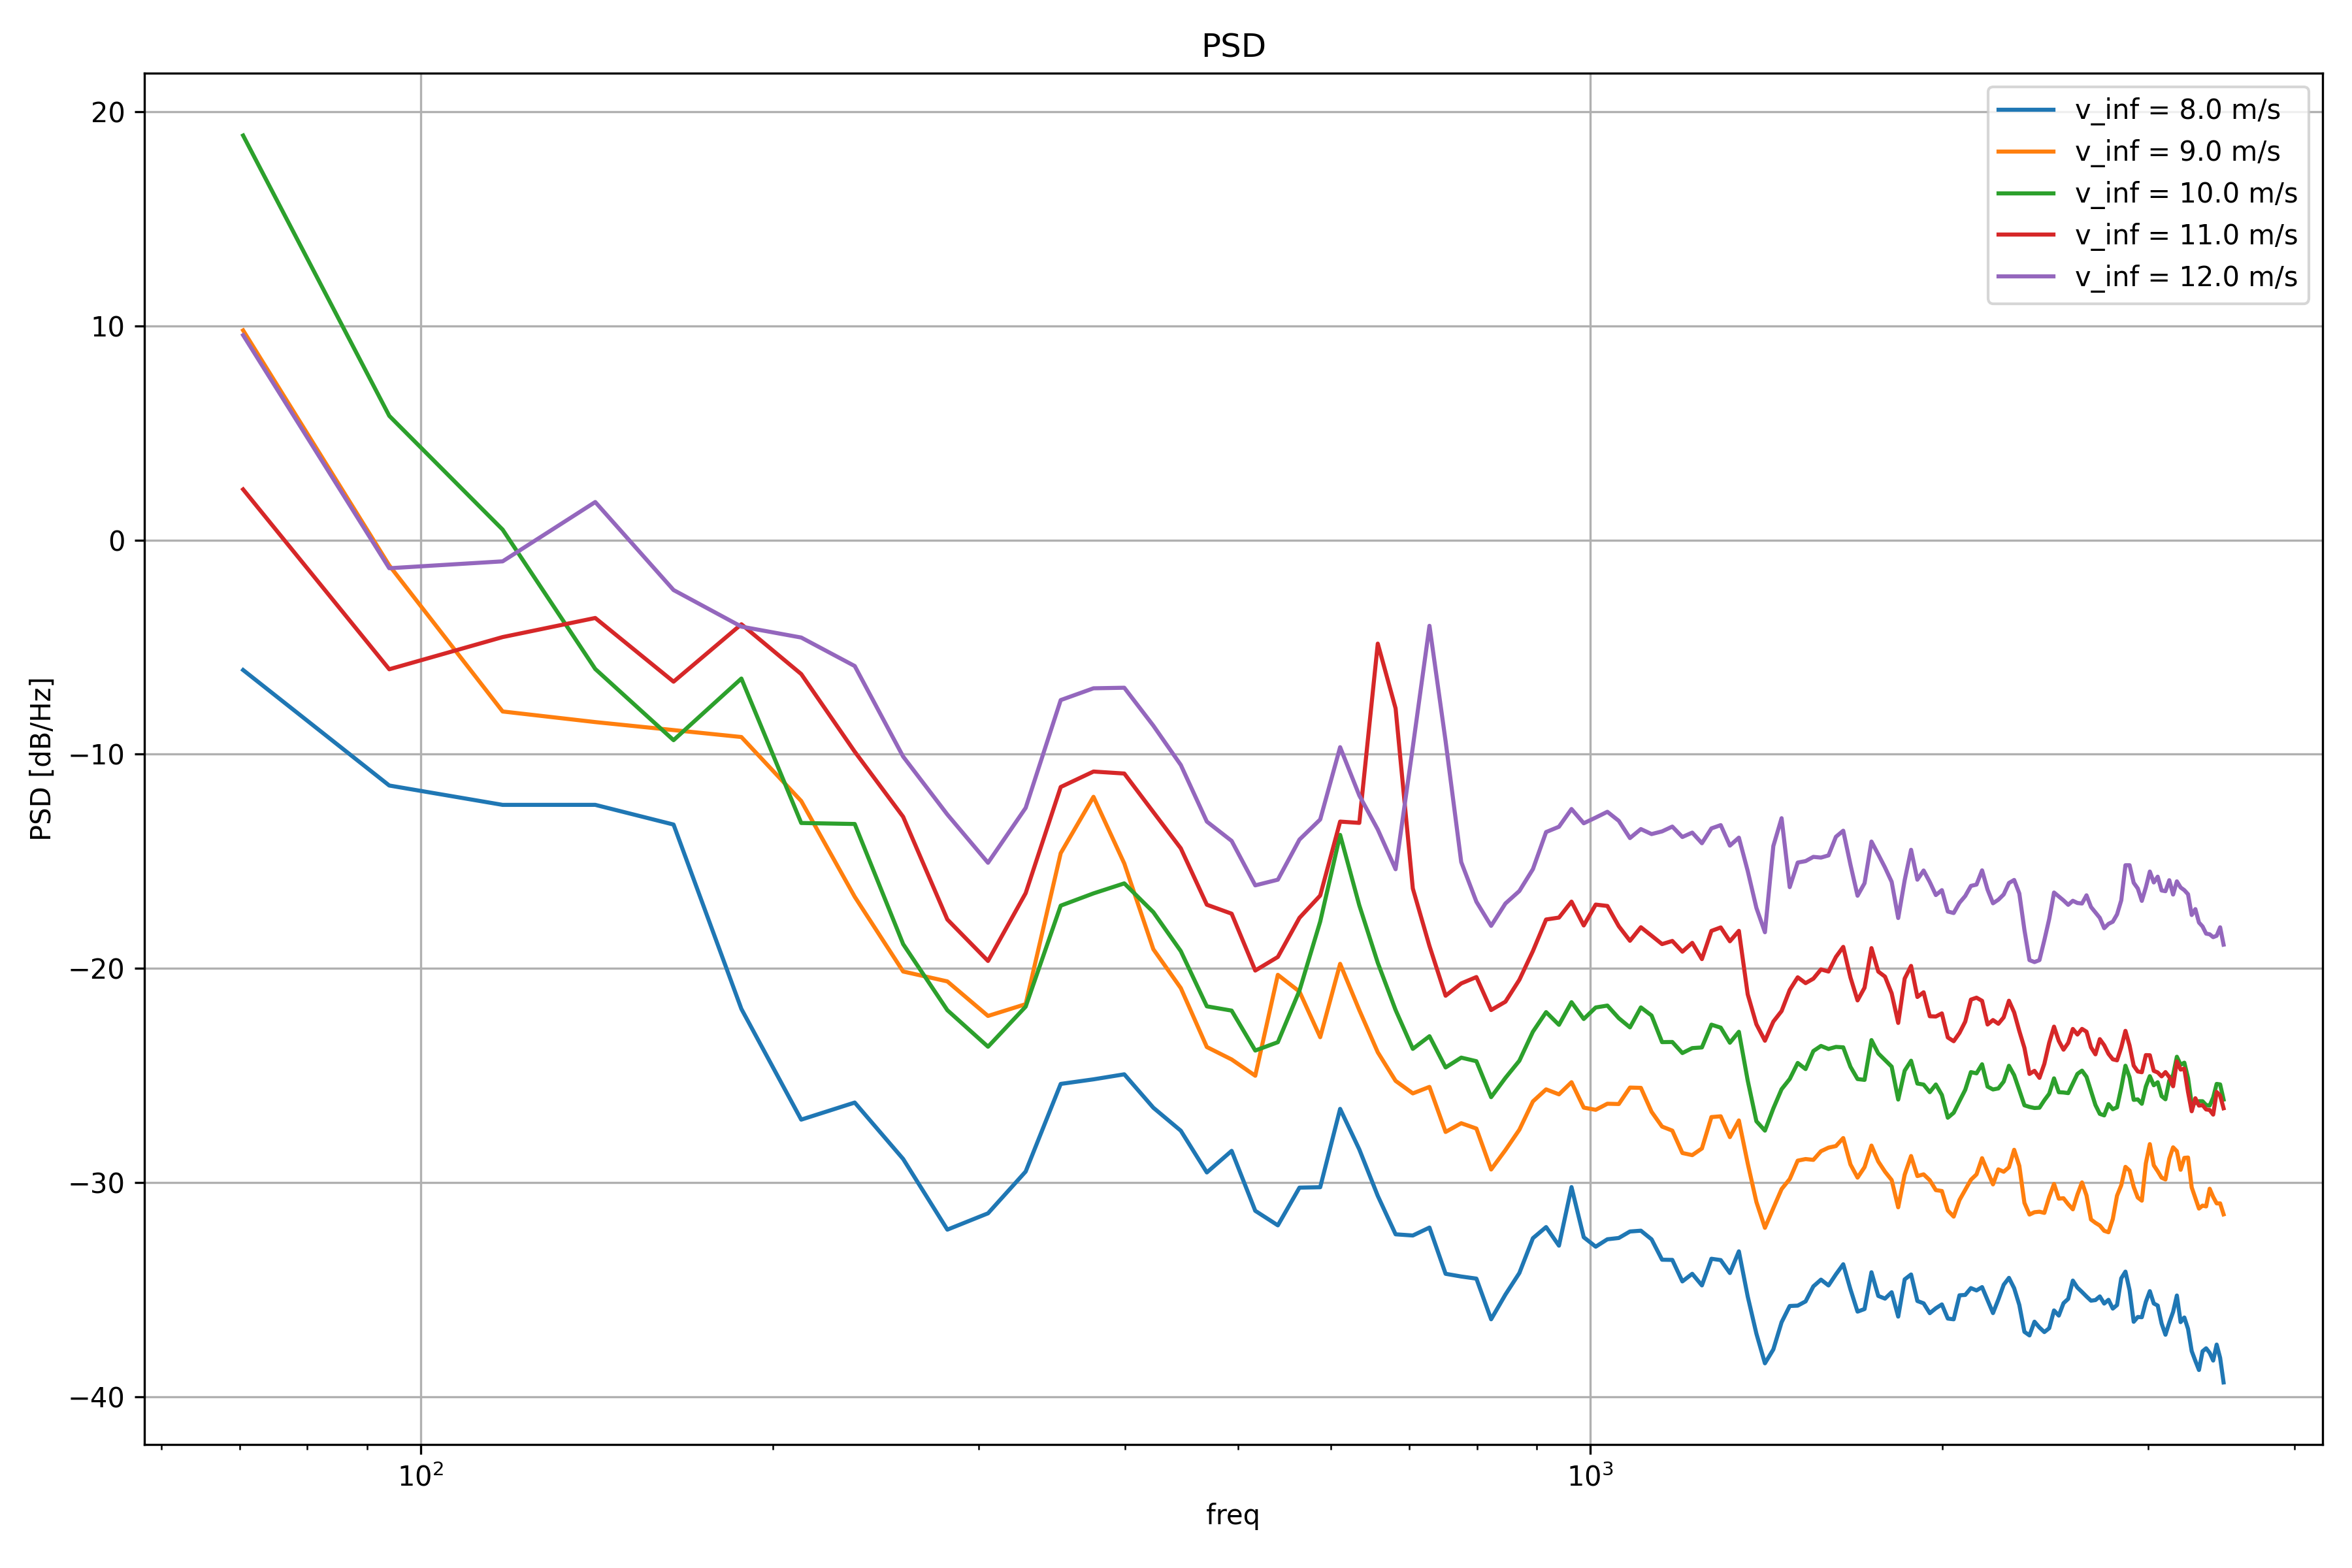 PSD
20
10
0
−10
−20
−30
−40
PSD [dB/Hz]
v_inf = 8.0 m/s
v_inf = 9.0 m/s
v_inf = 10.0 m/s
v_inf = 11.0 m/s
v_inf = 12.0 m/s
10² 10³
freq